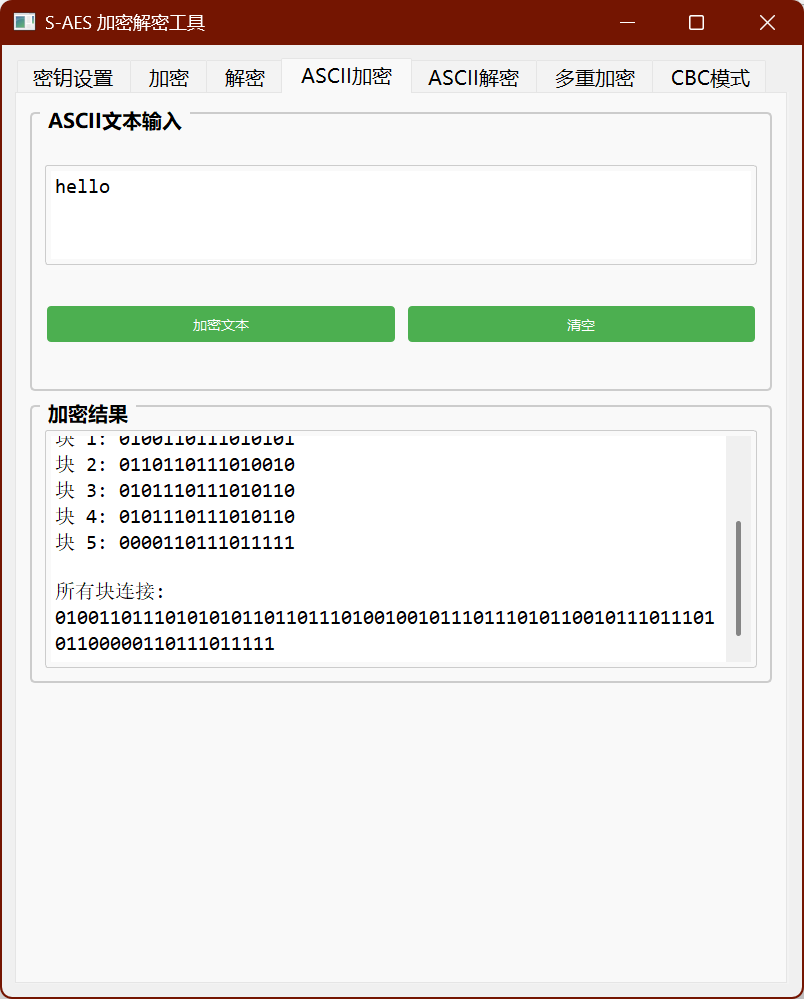 S-AES 加密解密工具
密钥设置 加密 解密 ASCII加密 ASCII解密 多重加密 CBC模式
ASCII文本输入
hello
加密文本 清空
加密结果
块 1: 0100110111010101
块 2: 0110110111010010
块 3: 0101110111010110
块 4: 0101110111010110
块 5: 0000110111011111
所有块连接:
010011011101010101101101110100100101110111010110010111011101
01100000110111011111